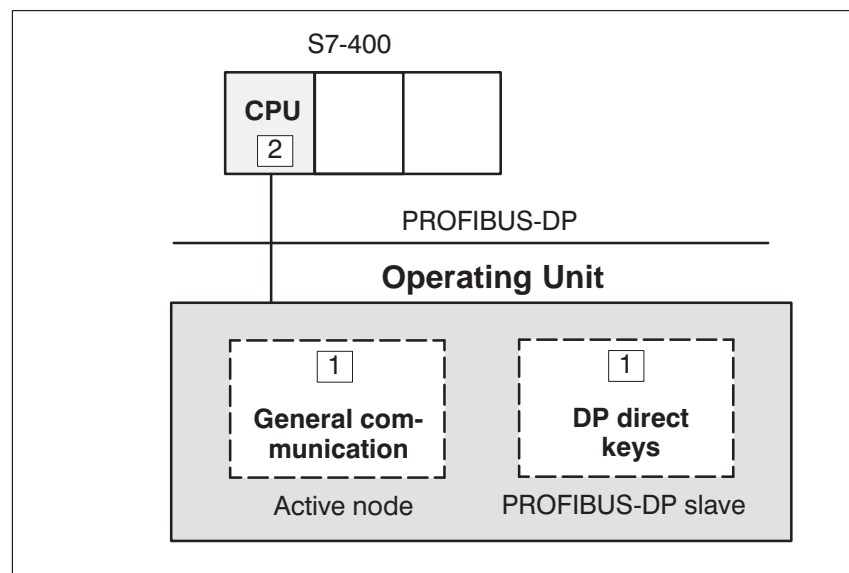 S7-400
CPU
2
PROFIBUS-DP
Operating Unit
1
General com-
munication
Active node
1
DP direct
keys
PROFIBUS-DP slave